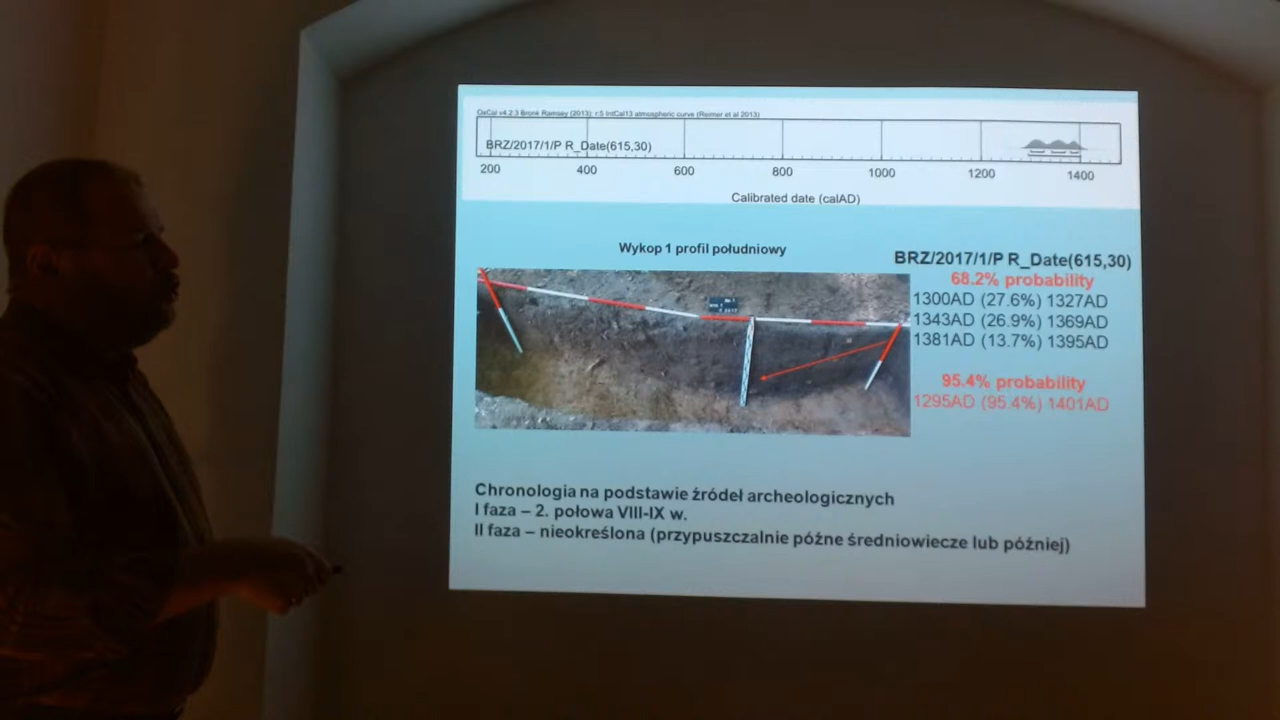 OxCal v4.2.3 Bronk Ramsey (2013); r:5 IntCal13 atmospheric curve (Reimer et al 2013)
BRZ/2017/1/P R_Date(615,30)
200 400 600 800 1000 1200 1400
Calibrated date (calAD)
Wykop 1 profil południowy
BRZ/2017/1/P R_Date(615,30)
68.2% probability
1300AD (27.6%) 1327AD
1343AD (26.9%) 1369AD
1381AD (13.7%) 1395AD
95.4% probability
1295AD (95.4%) 1401AD
Chronologia na podstawie źródeł archeologicznych
I faza – 2. połowa VIII-IX w.
II faza – nieokreślona (przypuszczalnie późne średniowiecze lub później)